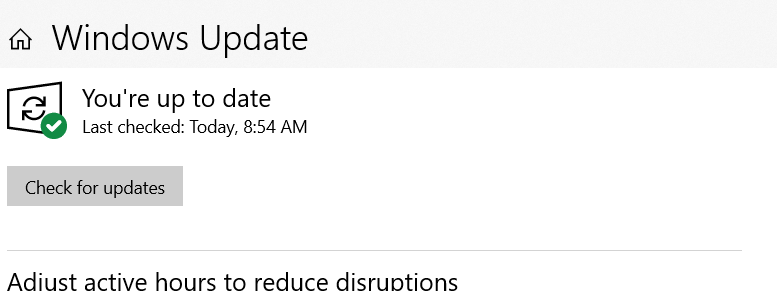 Windows Update
You're up to date
Last checked: Today, 8:54 AM
Check for updates
Adjust active hours to reduce disruptions